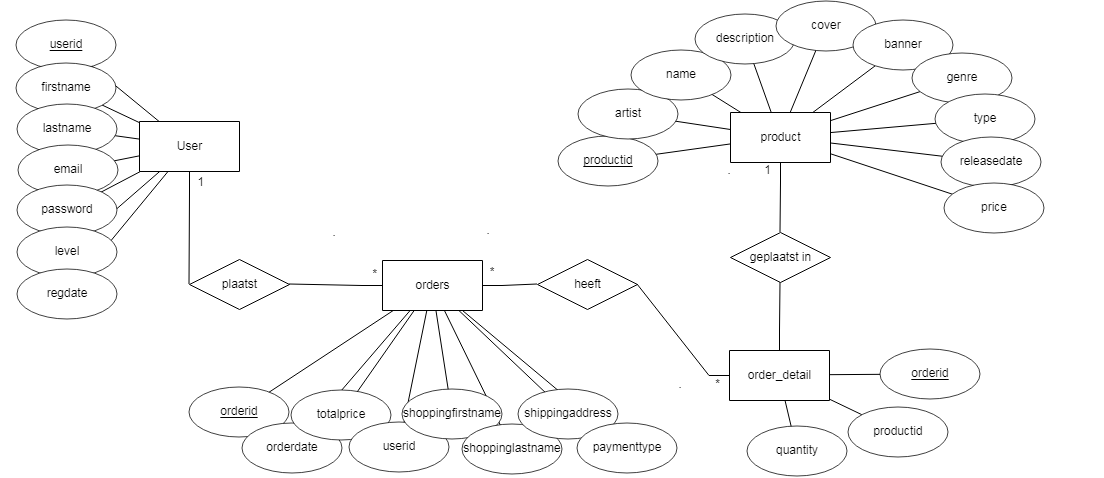 userid
firstname
lastname
email
password
level
regdate
User
1
plaatst
*
orders
*
heeft
*
orderid
orderdate
totalprice
userid
shoppingfirstname
shoppinglastname
shippingaddress
paymenttype
productid
artist
name
description
cover
banner
genre
type
releasedate
price
product
1
geplaatst in
order_detail
orderid
productid
quantity